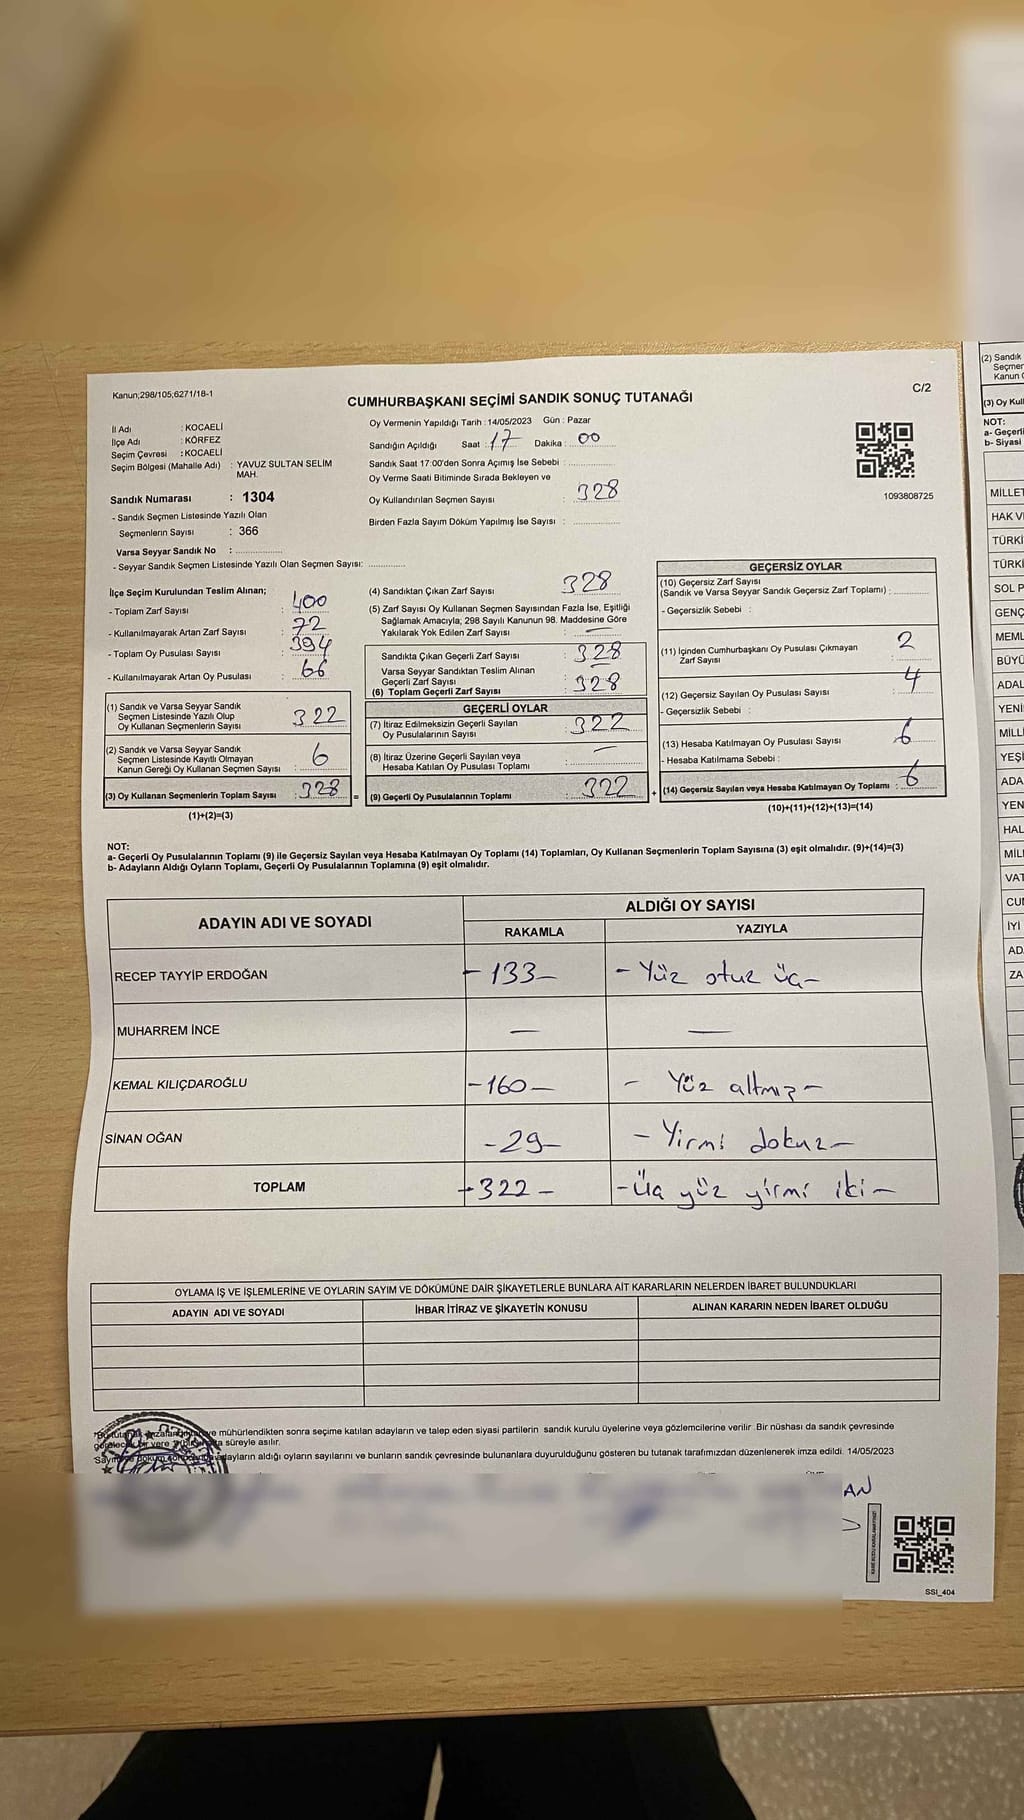 Kanun;298/105;6271/18-1
C/2
CUMHURBAŞKANI SEÇİMİ SANDIK SONUÇ TUTANAĞI
İl Adı : KOCAELİ
İlçe Adı : KÖRFEZ
Seçim Çevresi : KOCAELİ
Seçim Bölgesi (Mahalle Adı) : YAVUZ SULTAN SELİM
MAH.
Sandık Numarası : 1304
- Sandık Seçmen Listesinde Yazılı Olan
Seçmenlerin Sayısı : 366
Varsa Seyyar Sandık No :
- Seyyar Sandık Seçmen Listesinde Yazılı Olan Seçmen Sayısı:
Oy Vermenin Yapıldığı Tarih : 14/05/2023 Gün : Pazar
Sandığın Açıldığı Saat : 17 Dakika : 00
Sandık Saat 17:00'den Sonra Açımış İse Sebebi :
Oy Verme Saati Bitiminde Sırada Bekleyen ve
Oy Kullandırılan Seçmen Sayısı : 328
Birden Fazla Sayım Döküm Yapılmış İse Sayısı :
1093808725
İlçe Seçim Kurulundan Teslim Alınan;
- Toplam Zarf Sayısı : 400
- Kullanılmayarak Artan Zarf Sayısı : 72
- Toplam Oy Pusulası Sayısı : 394
- Kullanılmayarak Artan Oy Pusulası : 66
(1) Sandık ve Varsa Seyyar Sandık
Seçmen Listesinde Yazılı Olup
Oy Kullanan Seçmenlerin Sayısı : 322
(2) Sandık ve Varsa Seyyar Sandık
Seçmen Listesinde Kayıtlı Olmayan
Kanun Gereği Oy Kullanan Seçmen Sayısı : 6
(3) Oy Kullanan Seçmenlerin Toplam Sayısı : 328
(1)+(2)=(3)
(4) Sandıktan Çıkan Zarf Sayısı : 328
(5) Zarf Sayısı Oy Kullanan Seçmen Sayısından Fazla İse, Eşitliği
Sağlamak Amacıyla; 298 Sayılı Kanunun 98. Maddesine Göre
Yakılarak Yok Edilen Zarf Sayısı : —
Sandıkta Çıkan Geçerli Zarf Sayısı : 328
Varsa Seyyar Sandıktan Teslim Alınan
Geçerli Zarf Sayısı
(6) Toplam Geçerli Zarf Sayısı : 328
GEÇERLİ OYLAR
(7) İtiraz Edilmeksizin Geçerli Sayılan
Oy Pusulalarının Sayısı : 322
(8) İtiraz Üzerine Geçerli Sayılan veya
Hesaba Katılan Oy Pusulası Toplamı : —
(9) Geçerli Oy Pusulalarının Toplamı : 322
GEÇERSİZ OYLAR
(10) Geçersiz Zarf Sayısı
(Sandık ve Varsa Seyyar Sandık Geçersiz Zarf Toplamı) :
- Geçersizlik Sebebi :
(11) İçinden Cumhurbaşkanı Oy Pusulası Çıkmayan
Zarf Sayısı : 2
(12) Geçersiz Sayılan Oy Pusulası Sayısı : 4
- Geçersizlik Sebebi :
(13) Hesaba Katılmayan Oy Pusulası Sayısı : 6
- Hesaba Katılmama Sebebi :
(14) Geçersiz Sayılan veya Hesaba Katılmayan Oy Toplamı : 6
(10)+(11)+(12)+(13)=(14)
NOT:
a- Geçerli Oy Pusulalarının Toplamı (9) ile Geçersiz Sayılan veya Hesaba Katılmayan Oy Toplamı (14) Toplamları, Oy Kullanan Seçmenlerin Toplam Sayısına (3) eşit olmalıdır. (9)+(14)=(3)
b- Adayların Aldığı Oyların Toplamı, Geçerli Oy Pusulalarının Toplamına (9) eşit olmalıdır.
ADAYIN ADI VE SOYADI
ALDIĞI OY SAYISI
RAKAMLA YAZIYLA
RECEP TAYYİP ERDOĞAN - 133 - - Yüz otuz üç -
MUHARREM İNCE — —
KEMAL KILIÇDAROĞLU - 160 - - Yüz altmış -
SİNAN OĞAN - 29 - - Yirmi dokuz -
TOPLAM - 322 - - Üç yüz yirmi iki -
OYLAMA İŞ VE İŞLEMLERİNE VE OYLARIN SAYIM VE DÖKÜMÜNE DAİR ŞİKAYETLERLE BUNLARA AİT KARARLARIN NELERDEN İBARET BULUNDUKLARI
ADAYIN ADI VE SOYADI İHBAR İTİRAZ VE ŞİKAYETİN KONUSU ALINAN KARARIN NEDEN İBARET OLDUĞU
mühürlendikten sonra seçime katılan adayların ve talep eden siyasi partilerin sandık kurulu üyelerine veya gözlemcilerine verilir. Bir nüshası da sandık çevresinde
süreyle asılır.
adayların aldığı oyların sayılarını ve bunların sandık çevresinde bulunanlara duyurulduğunu gösteren bu tutanak tarafımızdan düzenlenerek imza edildi. 14/05/2023
AN
SSI_404
(2) Sandık
Seçmen
Kanun
(3) Oy Kull
NOT:
a- Geçerli
b- Siyasi
MİLLET
HAK V
TÜRKİ
TÜRKİ
SOL P
GENÇ
MEML
BÜYÜ
ADAL
YENİ
MİLLİ
YEŞİ
ADA
YEN
HAL
MİL
VAT
CU
İYİ
AD
ZA